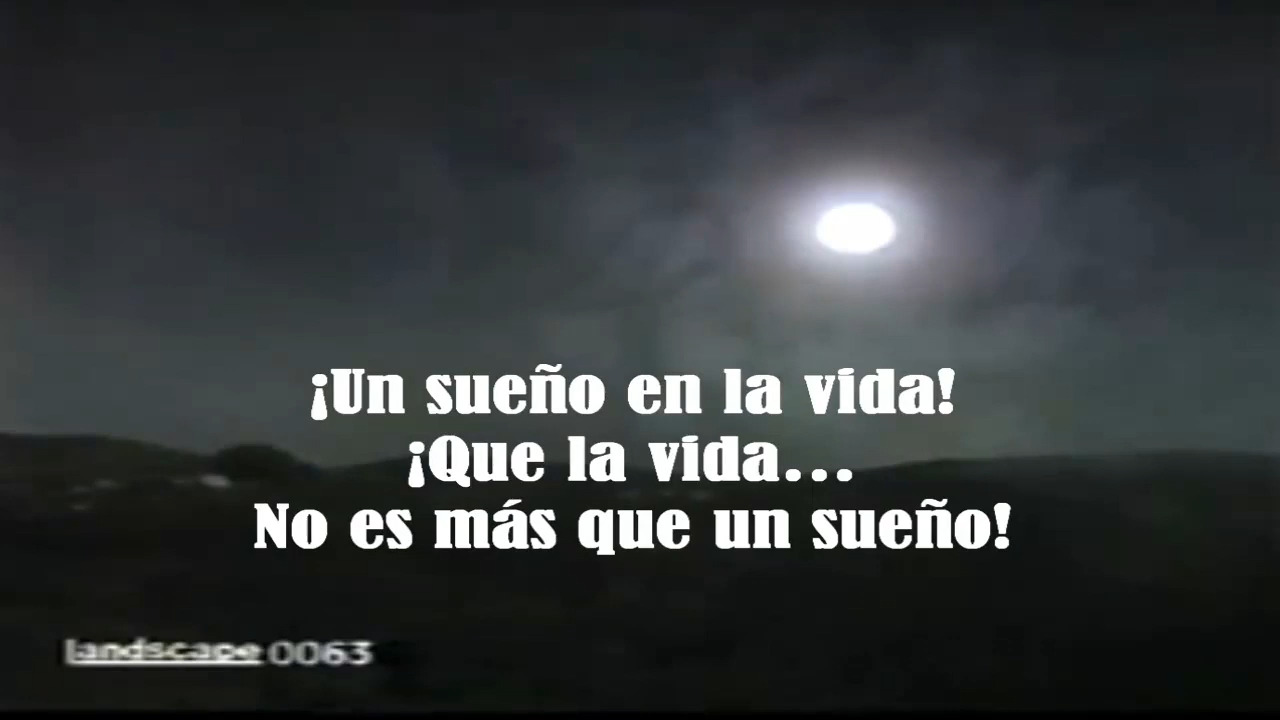 ¡Un sueño en la vida!
¡Que la vida...
No es más que un sueño!
landscape 0063